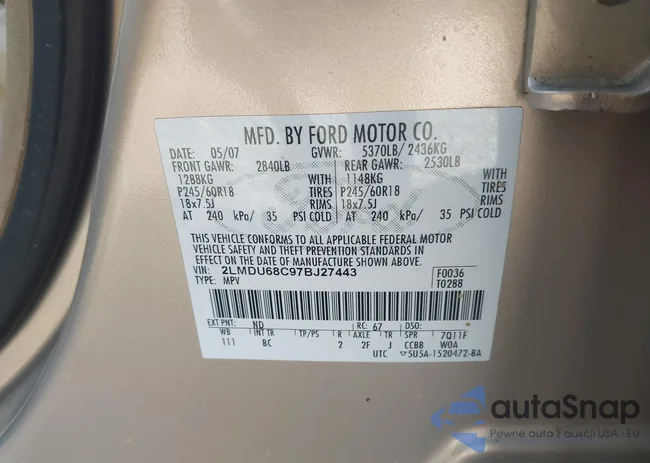 MFD. BY FORD MOTOR CO.
DATE: 05/07 GVWR: 5370LB/ 2436KG
FRONT GAWR: 2840LB REAR GAWR: 2530LB
1288KG WITH 1148KG WITH
P245/60R18 TIRES P245/60R18 TIRES
18x7.5J RIMS 18x7.5J RIMS
AT 240 kPa/ 35 PSI COLD AT 240 kPa/ 35 PSI COLD
THIS VEHICLE CONFORMS TO ALL APPLICABLE FEDERAL MOTOR
VEHICLE SAFETY AND THEFT PREVENTION STANDARDS IN
EFFECT ON THE DATE OF MANUFACTURE SHOWN ABOVE.
VIN: 2LMDU68C97BJ27443 F0036
TYPE: MPV T0288
EXT PNT: ND RC: 67 DSO:
WB INT TR TP/PS R AXLE TR SPR 7Q11F
111 BC 2 2F J CCBB WOA
UTC ▽5U5A-1520472-BA
autaSnap
Pewne auta z aukcji USA - EU